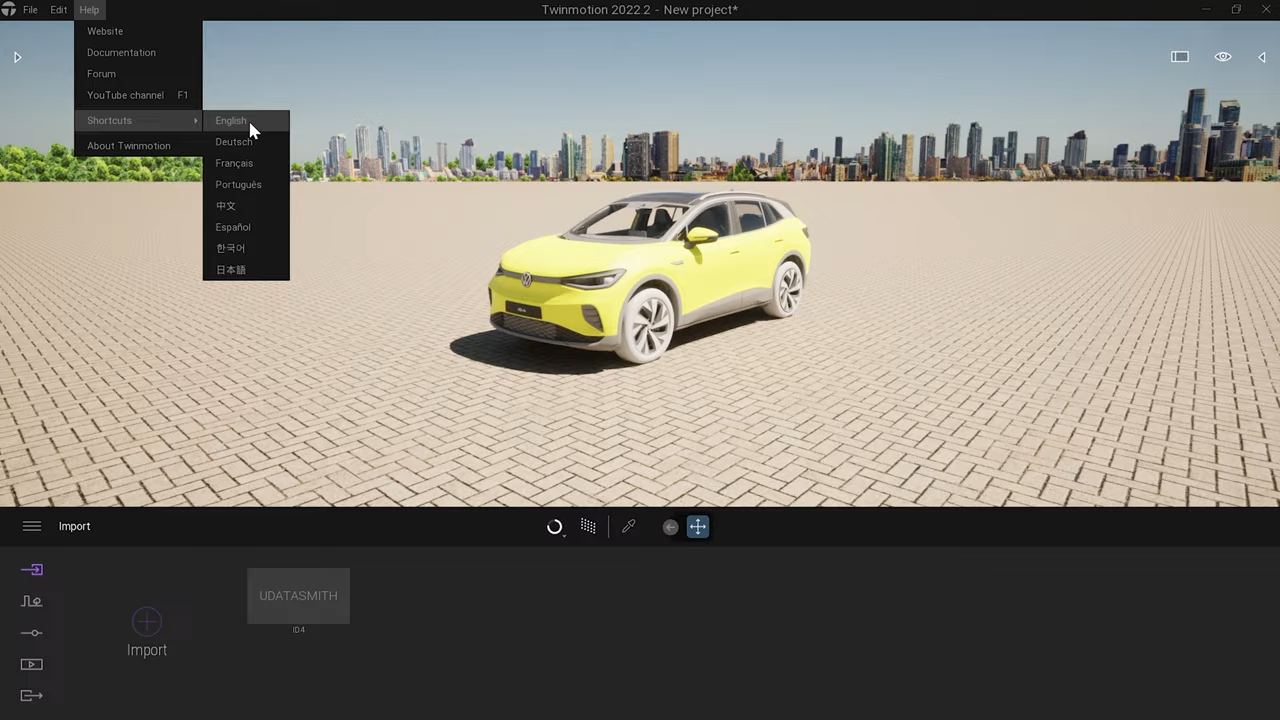 File Edit Help
Twinmotion 2022.2 - New project*
Website
Documentation
Forum
YouTube channel F1
Shortcuts
About Twinmotion
English
Deutsch
Français
Português
中文
Español
한국어
日本語
Import
Import
UDATASMITH
ID4